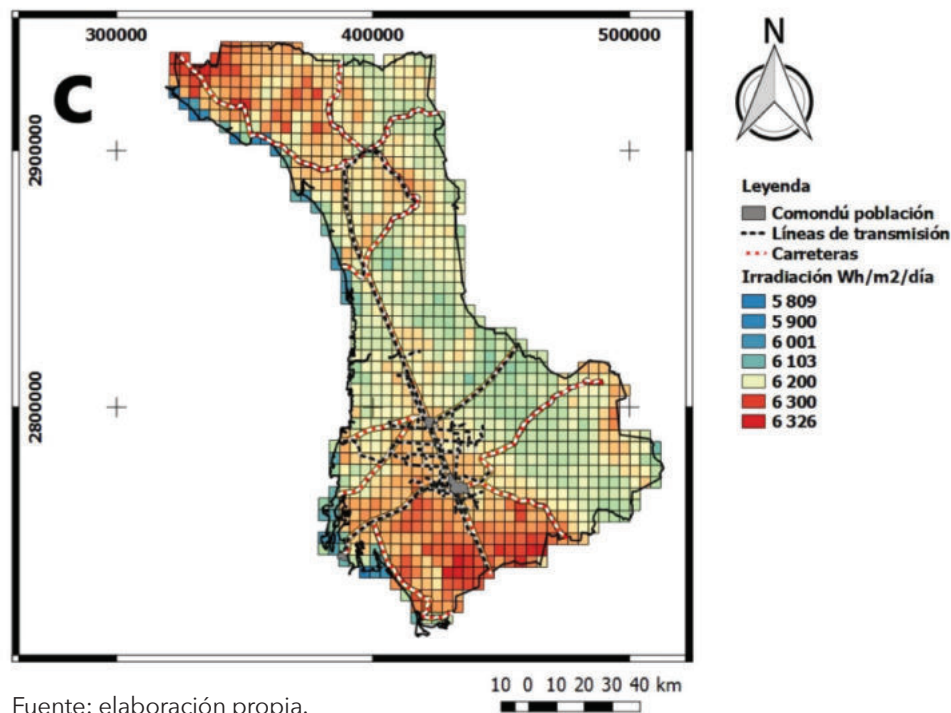 300000 400000 500000
C
2900000
2800000
N
Leyenda
Comondú población
Líneas de transmisión
Carreteras
Irradiación Wh/m2/día
5 809
5 900
6 001
6 103
6 200
6 300
6 326
10 0 10 20 30 40 km
Fuente: elaboración propia.